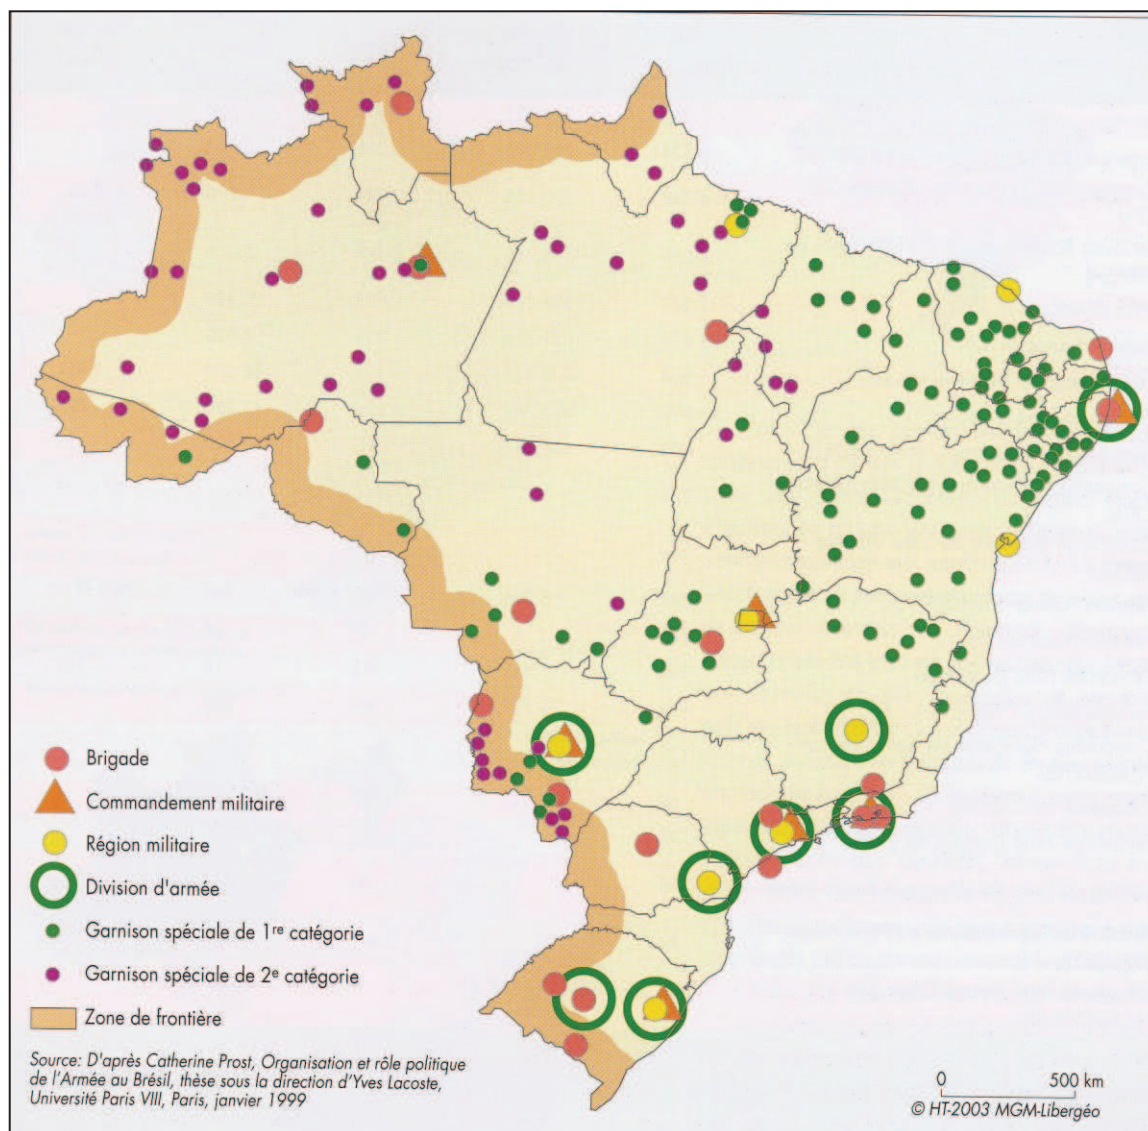 Brigade
Commandement militaire
Région militaire
Division d'armée
Garnison spéciale de 1re catégorie
Garnison spéciale de 2e catégorie
Zone de frontière
Source: D'après Catherine Prost, Organisation et rôle politique
de l'Armée au Brésil, thèse sous la direction d'Yves Lacoste,
Université Paris VIII, Paris, janvier 1999
0 500 km
© HT-2003 MGM-Libergéo